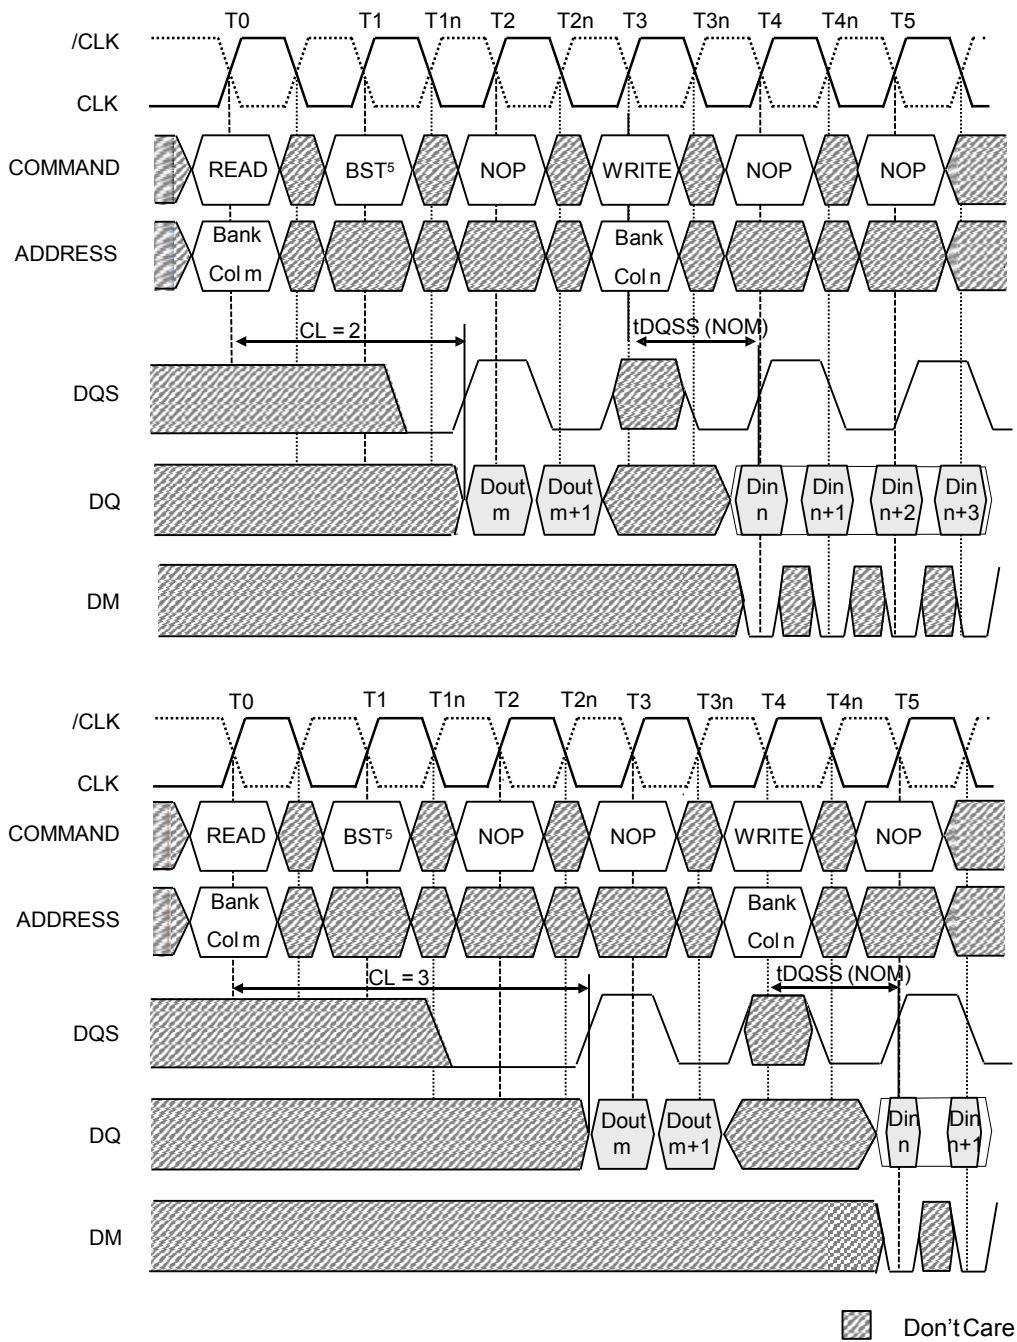 T0 T1 T1n T2 T2n T3 T3n T4 T4n T5
/CLK
CLK
COMMAND READ BST⁵ NOP WRITE NOP NOP
Bank Bank
ADDRESS
Col m Col n
CL = 2 tDQSS (NOM)
DQS
Dout Dout Din Din Din Din
DQ
m m+1 n n+1 n+2 n+3
DM
T0 T1 T1n T2 T2n T3 T3n T4 T4n T5
/CLK
CLK
COMMAND READ BST⁵ NOP NOP WRITE NOP
Bank Bank
ADDRESS
Col m Col n
CL = 3 tDQSS (NOM)
DQS
Dout Dout Din Din
DQ
m m+1 n n+1
DM
Don't Care